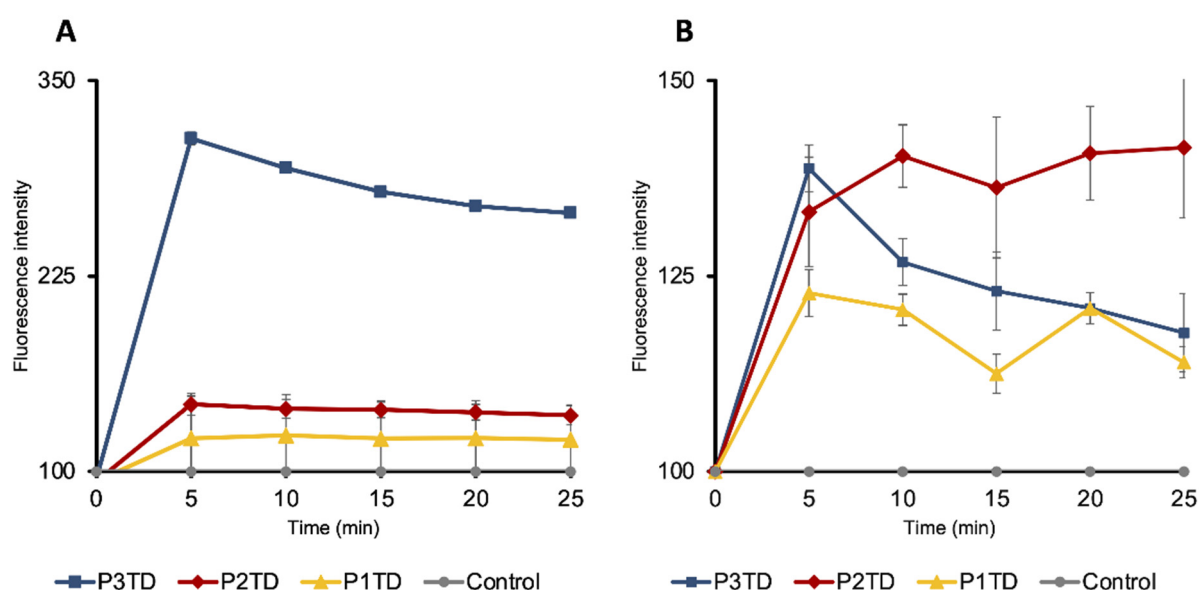 A
350
225
100
Fluorescence intensity
0 5 10 15 20 25
Time (min)
P3TD P2TD P1TD Control
B
150
125
100
Fluorescence intensity
0 5 10 15 20 25
Time (min)
P3TD P2TD P1TD Control